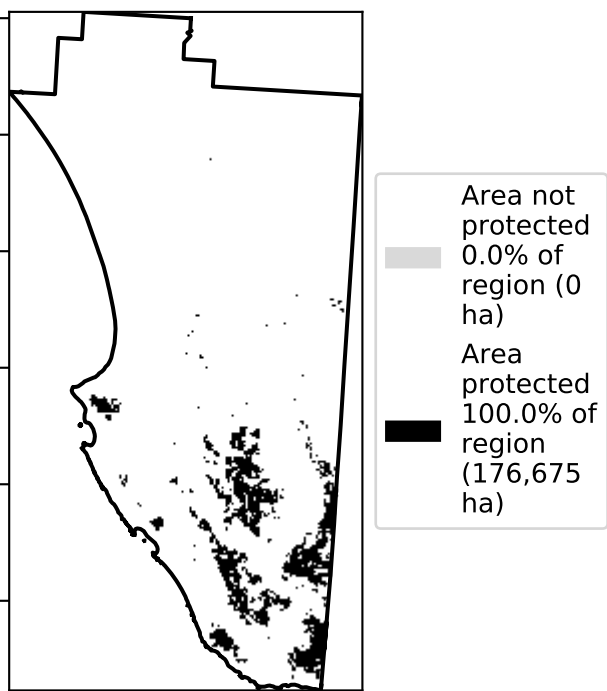 Area not
protected
0.0% of
region (0
ha)
Area
protected
100.0% of
region
(176,675
ha)